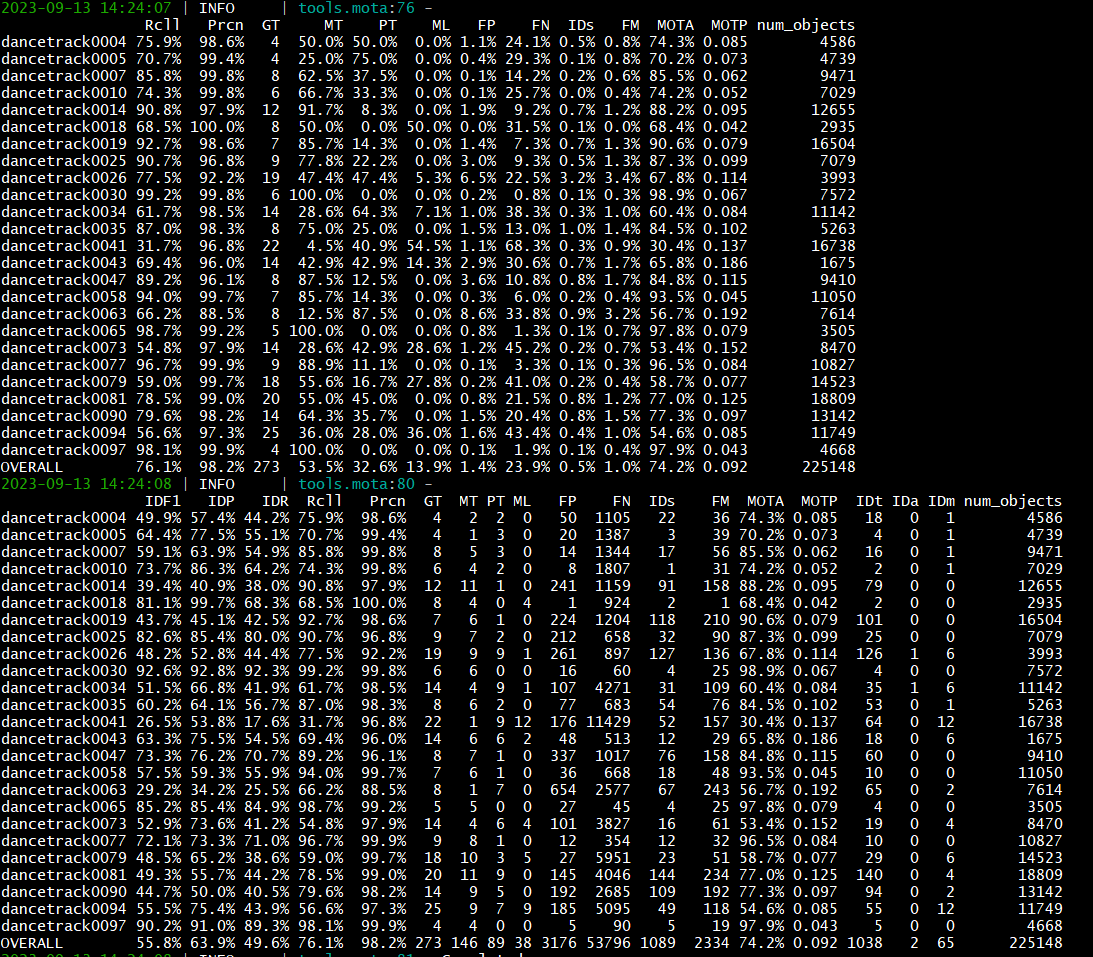 2023-09-13 14:24:07 | INFO     | tools.mota:76 -
Rcll Prcn GT MT PT ML FP FN IDs FM MOTA MOTP num_objects
dancetrack0004 75.9% 98.6% 4 50.0% 50.0% 0.0% 1.1% 24.1% 0.5% 0.8% 74.3% 0.085 4586
dancetrack0005 70.7% 99.4% 4 25.0% 75.0% 0.0% 0.4% 29.3% 0.1% 0.8% 70.2% 0.073 4739
dancetrack0007 85.8% 99.8% 8 62.5% 37.5% 0.0% 0.1% 14.2% 0.2% 0.6% 85.5% 0.062 9471
dancetrack0010 74.3% 99.8% 6 66.7% 33.3% 0.0% 0.1% 25.7% 0.0% 0.4% 74.2% 0.052 7029
dancetrack0014 90.8% 97.9% 12 91.7% 8.3% 0.0% 1.9% 9.2% 0.7% 1.2% 88.2% 0.095 12655
dancetrack0018 68.5% 100.0% 8 50.0% 0.0% 50.0% 0.0% 31.5% 0.1% 0.0% 68.4% 0.042 2935
dancetrack0019 92.7% 98.6% 7 85.7% 14.3% 0.0% 1.4% 7.3% 0.7% 1.3% 90.6% 0.079 16504
dancetrack0025 90.7% 96.8% 9 77.8% 22.2% 0.0% 3.0% 9.3% 0.5% 1.3% 87.3% 0.099 7079
dancetrack0026 77.5% 92.2% 19 47.4% 47.4% 5.3% 6.5% 22.5% 3.2% 3.4% 67.8% 0.114 3993
dancetrack0030 99.2% 99.8% 6 100.0% 0.0% 0.0% 0.2% 0.8% 0.1% 0.3% 98.9% 0.067 7572
dancetrack0034 61.7% 98.5% 14 28.6% 64.3% 7.1% 1.0% 38.3% 0.3% 1.0% 60.4% 0.084 11142
dancetrack0035 87.0% 98.3% 8 75.0% 25.0% 0.0% 1.5% 13.0% 1.0% 1.4% 84.5% 0.102 5263
dancetrack0041 31.7% 96.8% 22 4.5% 40.9% 54.5% 1.1% 68.3% 0.3% 0.9% 30.4% 0.137 16738
dancetrack0043 69.4% 96.0% 14 42.9% 42.9% 14.3% 2.9% 30.6% 0.7% 1.7% 65.8% 0.186 1675
dancetrack0047 89.2% 96.1% 8 87.5% 12.5% 0.0% 3.6% 10.8% 0.8% 1.7% 84.8% 0.115 9410
dancetrack0058 94.0% 99.7% 7 85.7% 14.3% 0.0% 0.3% 6.0% 0.2% 0.4% 93.5% 0.045 11050
dancetrack0063 66.2% 88.5% 8 12.5% 87.5% 0.0% 8.6% 33.8% 0.9% 3.2% 56.7% 0.192 7614
dancetrack0065 98.7% 99.2% 5 100.0% 0.0% 0.0% 0.8% 1.3% 0.1% 0.7% 97.8% 0.079 3505
dancetrack0073 54.8% 97.9% 14 28.6% 42.9% 28.6% 1.2% 45.2% 0.2% 0.7% 53.4% 0.152 8470
dancetrack0077 96.7% 99.9% 9 88.9% 11.1% 0.0% 0.1% 3.3% 0.1% 0.3% 96.5% 0.084 10827
dancetrack0079 59.0% 99.7% 18 55.6% 16.7% 27.8% 0.2% 41.0% 0.2% 0.4% 58.7% 0.077 14523
dancetrack0081 78.5% 99.0% 20 55.0% 45.0% 0.0% 0.8% 21.5% 0.8% 1.2% 77.0% 0.125 18809
dancetrack0090 79.6% 98.2% 14 64.3% 35.7% 0.0% 1.5% 20.4% 0.8% 1.5% 77.3% 0.097 13142
dancetrack0094 56.6% 97.3% 25 36.0% 28.0% 36.0% 1.6% 43.4% 0.4% 1.0% 54.6% 0.085 11749
dancetrack0097 98.1% 99.9% 4 100.0% 0.0% 0.0% 0.1% 1.9% 0.1% 0.4% 97.9% 0.043 4668
OVERALL 76.1% 98.2% 273 53.5% 32.6% 13.9% 1.4% 23.9% 0.5% 1.0% 74.2% 0.092 225148
2023-09-13 14:24:08 | INFO     | tools.mota:80 -
IDF1 IDP IDR Rcll Prcn GT MT PT ML FP FN IDs FM MOTA MOTP IDt IDa IDm num_objects
dancetrack0004 49.9% 57.4% 44.2% 75.9% 98.6% 4 2 2 0 50 1105 22 36 74.3% 0.085 18 0 1 4586
dancetrack0005 64.4% 77.5% 55.1% 70.7% 99.4% 4 1 3 0 20 1387 3 39 70.2% 0.073 4 0 1 4739
dancetrack0007 59.1% 63.9% 54.9% 85.8% 99.8% 8 5 3 0 14 1344 17 56 85.5% 0.062 16 0 1 9471
dancetrack0010 73.7% 86.3% 64.2% 74.3% 99.8% 6 4 2 0 8 1807 1 31 74.2% 0.052 2 0 1 7029
dancetrack0014 39.4% 40.9% 38.0% 90.8% 97.9% 12 11 1 0 241 1159 91 158 88.2% 0.095 79 0 0 12655
dancetrack0018 81.1% 99.7% 68.3% 68.5% 100.0% 8 4 0 4 1 924 2 1 68.4% 0.042 2 0 0 2935
dancetrack0019 43.7% 45.1% 42.5% 92.7% 98.6% 7 6 1 0 224 1204 118 210 90.6% 0.079 101 0 0 16504
dancetrack0025 82.6% 85.4% 80.0% 90.7% 96.8% 9 7 2 0 212 658 32 90 87.3% 0.099 25 0 0 7079
dancetrack0026 48.2% 52.8% 44.4% 77.5% 92.2% 19 9 9 1 261 897 127 136 67.8% 0.114 126 1 6 3993
dancetrack0030 92.6% 92.8% 92.3% 99.2% 99.8% 6 6 0 0 16 60 4 25 98.9% 0.067 4 0 0 7572
dancetrack0034 51.5% 66.8% 41.9% 61.7% 98.5% 14 4 9 1 107 4271 31 109 60.4% 0.084 35 1 6 11142
dancetrack0035 60.2% 64.1% 56.7% 87.0% 98.3% 8 6 2 0 77 683 54 76 84.5% 0.102 53 0 1 5263
dancetrack0041 26.5% 53.8% 17.6% 31.7% 96.8% 22 1 9 12 176 11429 52 157 30.4% 0.137 64 0 12 16738
dancetrack0043 63.3% 75.5% 54.5% 69.4% 96.0% 14 6 6 2 48 513 12 29 65.8% 0.186 18 0 6 1675
dancetrack0047 73.3% 76.2% 70.7% 89.2% 96.1% 8 7 1 0 337 1017 76 158 84.8% 0.115 60 0 0 9410
dancetrack0058 57.5% 59.3% 55.9% 94.0% 99.7% 7 6 1 0 36 668 18 48 93.5% 0.045 10 0 0 11050
dancetrack0063 29.2% 34.2% 25.5% 66.2% 88.5% 8 1 7 0 654 2577 67 243 56.7% 0.192 65 0 2 7614
dancetrack0065 85.2% 85.4% 84.9% 98.7% 99.2% 5 5 0 0 27 45 4 25 97.8% 0.079 4 0 0 3505
dancetrack0073 52.9% 73.6% 41.2% 54.8% 97.9% 14 4 6 4 101 3827 16 61 53.4% 0.152 19 0 4 8470
dancetrack0077 72.1% 73.3% 71.0% 96.7% 99.9% 9 8 1 0 12 354 12 32 96.5% 0.084 10 0 0 10827
dancetrack0079 48.5% 65.2% 38.6% 59.0% 99.7% 18 10 3 5 27 5951 23 51 58.7% 0.077 29 0 6 14523
dancetrack0081 49.3% 55.7% 44.2% 78.5% 99.0% 20 11 9 0 145 4046 144 234 77.0% 0.125 140 0 4 18809
dancetrack0090 44.7% 50.0% 40.5% 79.6% 98.2% 14 9 5 0 192 2685 109 192 77.3% 0.097 94 0 2 13142
dancetrack0094 55.5% 75.4% 43.9% 56.6% 97.3% 25 9 7 9 185 5095 49 118 54.6% 0.085 55 0 12 11749
dancetrack0097 90.2% 91.0% 89.3% 98.1% 99.9% 4 4 0 0 5 90 5 19 97.9% 0.043 5 0 0 4668
OVERALL 55.8% 63.9% 49.6% 76.1% 98.2% 273 146 89 38 3176 53796 1089 2334 74.2% 0.092 1038 2 65 225148